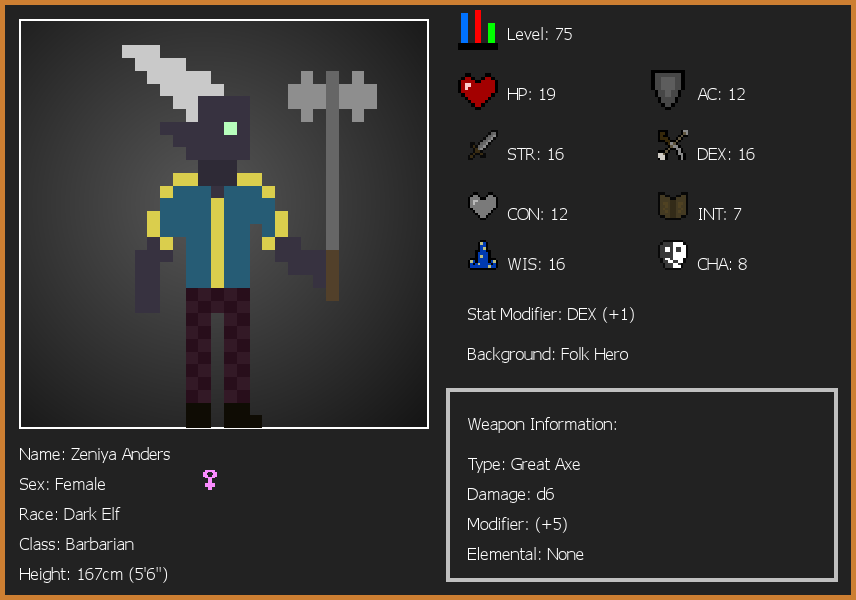 Level: 75
HP: 19
AC: 12
STR: 16
DEX: 16
CON: 12
INT: 7
WIS: 16
CHA: 8
Stat Modifier: DEX (+1)
Background: Folk Hero
Weapon Information:
Type: Great Axe
Damage: d6
Modifier: (+5)
Elemental: None
Name: Zeniya Anders
Sex: Female
Race: Dark Elf
Class: Barbarian
Height: 167cm (5'6")